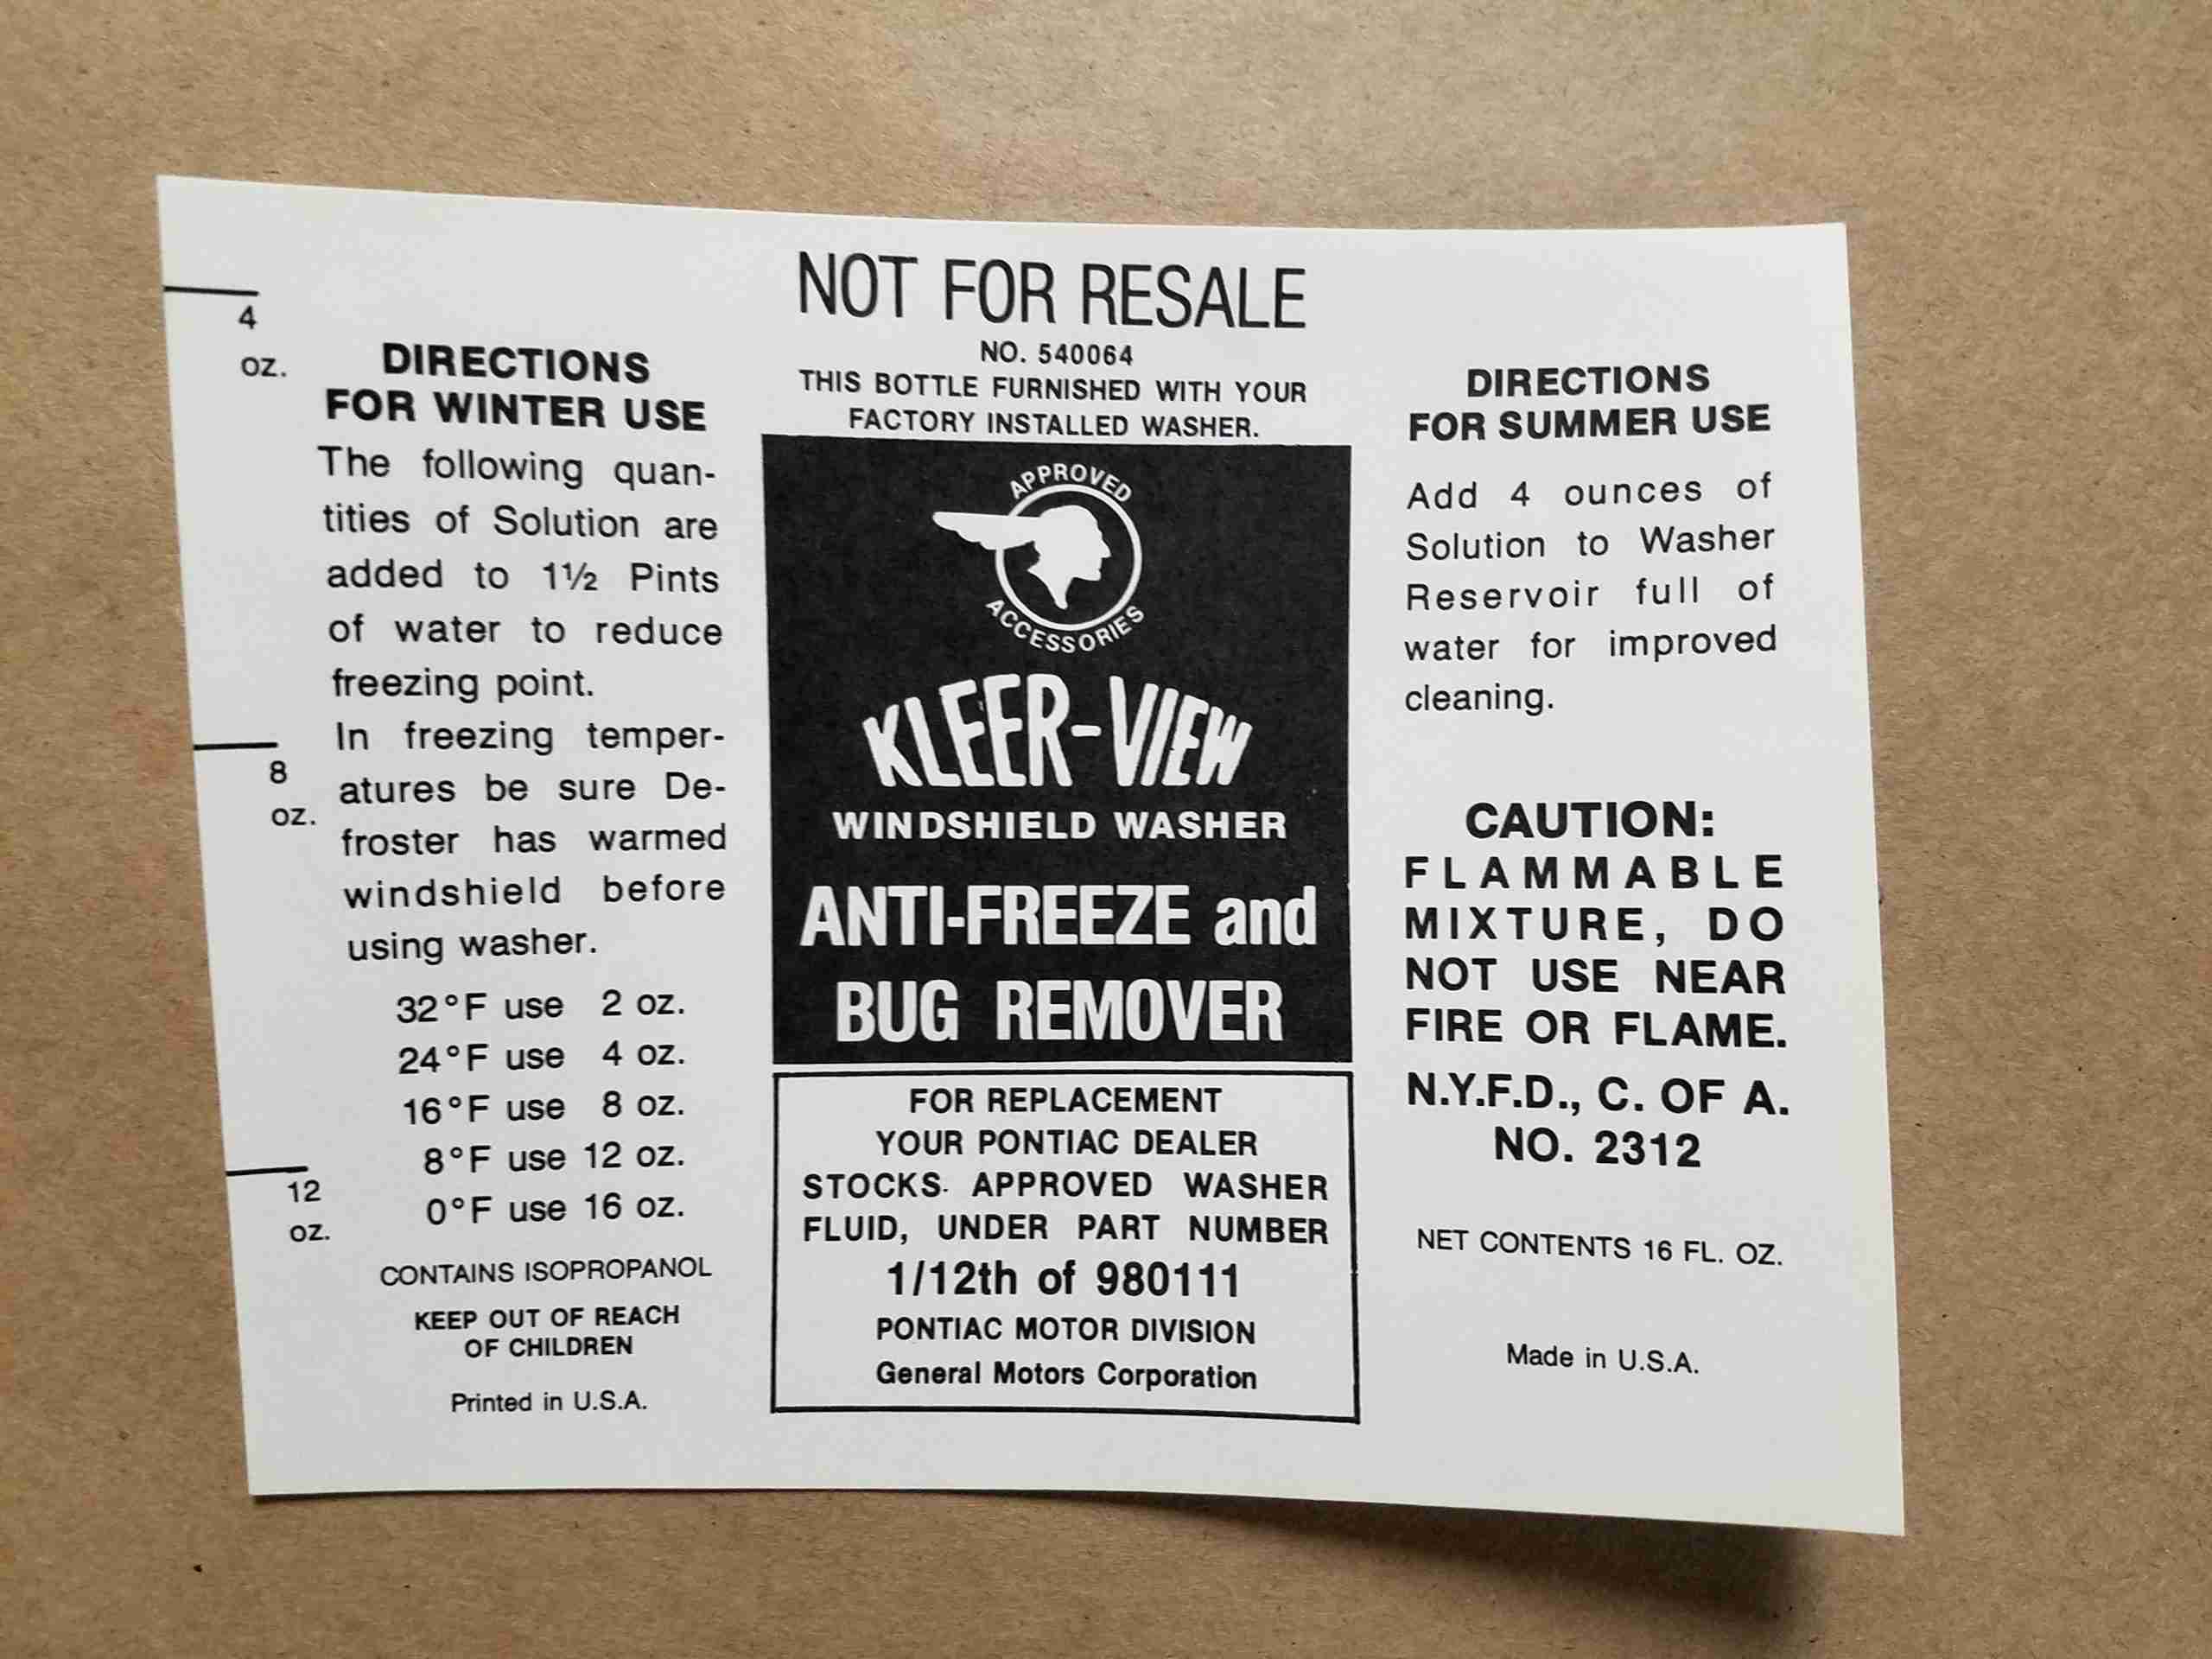 4
oz.
DIRECTIONS
FOR WINTER USE
The following quan-
tities of Solution are
added to 1½ Pints
of water to reduce
freezing point.
In freezing temper-
atures be sure De-
froster has warmed
windshield before
using washer.
8
oz.
32°F use 2 oz.
24°F use 4 oz.
16°F use 8 oz.
8°F use 12 oz.
0°F use 16 oz.
12
oz.
CONTAINS ISOPROPANOL
KEEP OUT OF REACH
OF CHILDREN
Printed in U.S.A.
NOT FOR RESALE
NO. 540064
THIS BOTTLE FURNISHED WITH YOUR
FACTORY INSTALLED WASHER.
APPROVED
ACCESSORIES
KLEER-VIEW
WINDSHIELD WASHER
ANTI-FREEZE and
BUG REMOVER
FOR REPLACEMENT
YOUR PONTIAC DEALER
STOCKS. APPROVED WASHER
FLUID, UNDER PART NUMBER
1/12th of 980111
PONTIAC MOTOR DIVISION
General Motors Corporation
DIRECTIONS
FOR SUMMER USE
Add 4 ounces of
Solution to Washer
Reservoir full of
water for improved
cleaning.
CAUTION:
FLAMMABLE
MIXTURE, DO
NOT USE NEAR
FIRE OR FLAME.
N.Y.F.D., C. OF A.
NO. 2312
NET CONTENTS 16 FL. OZ.
Made in U.S.A.